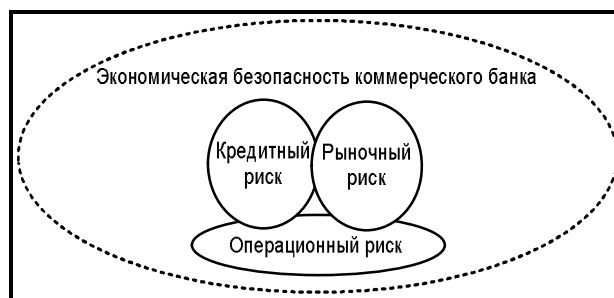 Экономическая безопасность коммерческого банка
Кредитный
риск
Рыночный
риск
Операционный риск